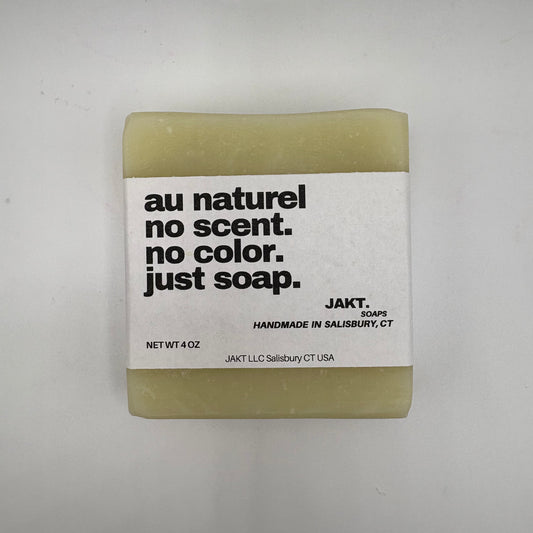 au naturel
no scent.
no color.
just soap.
JAKT.
SOAPS
HANDMADE IN SALISBURY, CT
NET WT 4 OZ
JAKT LLC Salisbury CT USA